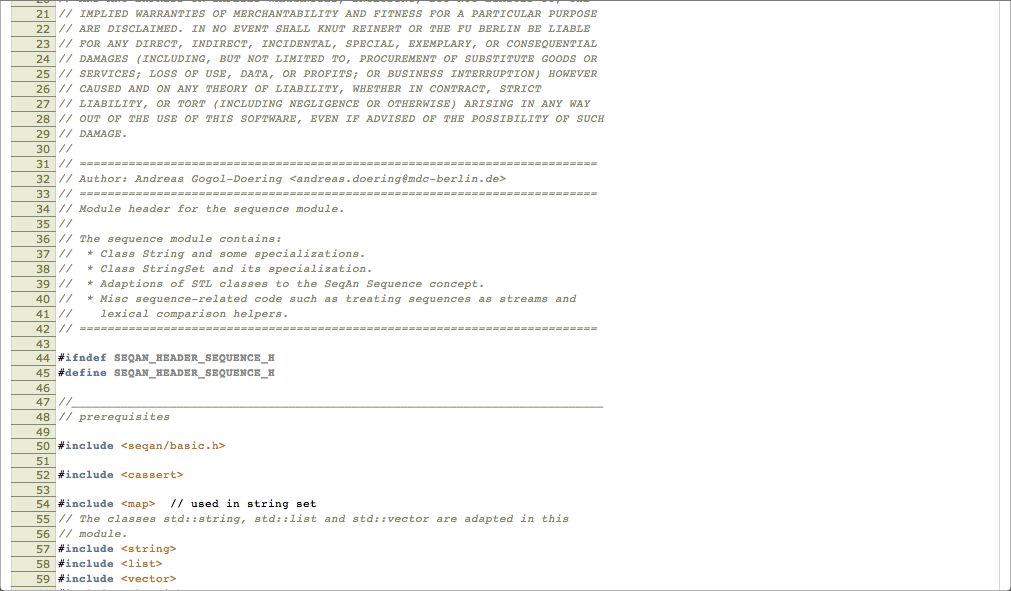 21 // IMPLIED WARRANTIES OF MERCHANTABILITY AND FITNESS FOR A PARTICULAR PURPOSE
22 // ARE DISCLAIMED. IN NO EVENT SHALL KNUT REINERT OR THE FU BERLIN BE LIABLE
23 // FOR ANY DIRECT, INDIRECT, INCIDENTAL, SPECIAL, EXEMPLARY, OR CONSEQUENTIAL
24 // DAMAGES (INCLUDING, BUT NOT LIMITED TO, PROCUREMENT OF SUBSTITUTE GOODS OR
25 // SERVICES; LOSS OF USE, DATA, OR PROFITS; OR BUSINESS INTERRUPTION) HOWEVER
26 // CAUSED AND ON ANY THEORY OF LIABILITY, WHETHER IN CONTRACT, STRICT
27 // LIABILITY, OR TORT (INCLUDING NEGLIGENCE OR OTHERWISE) ARISING IN ANY WAY
28 // OUT OF THE USE OF THIS SOFTWARE, EVEN IF ADVISED OF THE POSSIBILITY OF SUCH
29 // DAMAGE.
30 //
31 // ==========================================================================
32 // Author: Andreas Gogol-Doering <andreas.doering@mdc-berlin.de>
33 // ==========================================================================
34 // Module header for the sequence module.
35 //
36 // The sequence module contains:
37 //  * Class String and some specializations.
38 //  * Class StringSet and its specialization.
39 //  * Adaptions of STL classes to the SeqAn Sequence concept.
40 //  * Misc sequence-related code such as treating sequences as streams and
41 //    lexical comparison helpers.
42 // ==========================================================================
43
44 #ifndef SEQAN_HEADER_SEQUENCE_H
45 #define SEQAN_HEADER_SEQUENCE_H
46
47 //____________________________________________________________________________
48 // prerequisites
49
50 #include <seqan/basic.h>
51
52 #include <cassert>
53
54 #include <map>  // used in string set
55 // The classes std::string, std::list and std::vector are adapted in this
56 // module.
57 #include <string>
58 #include <list>
59 #include <vector>